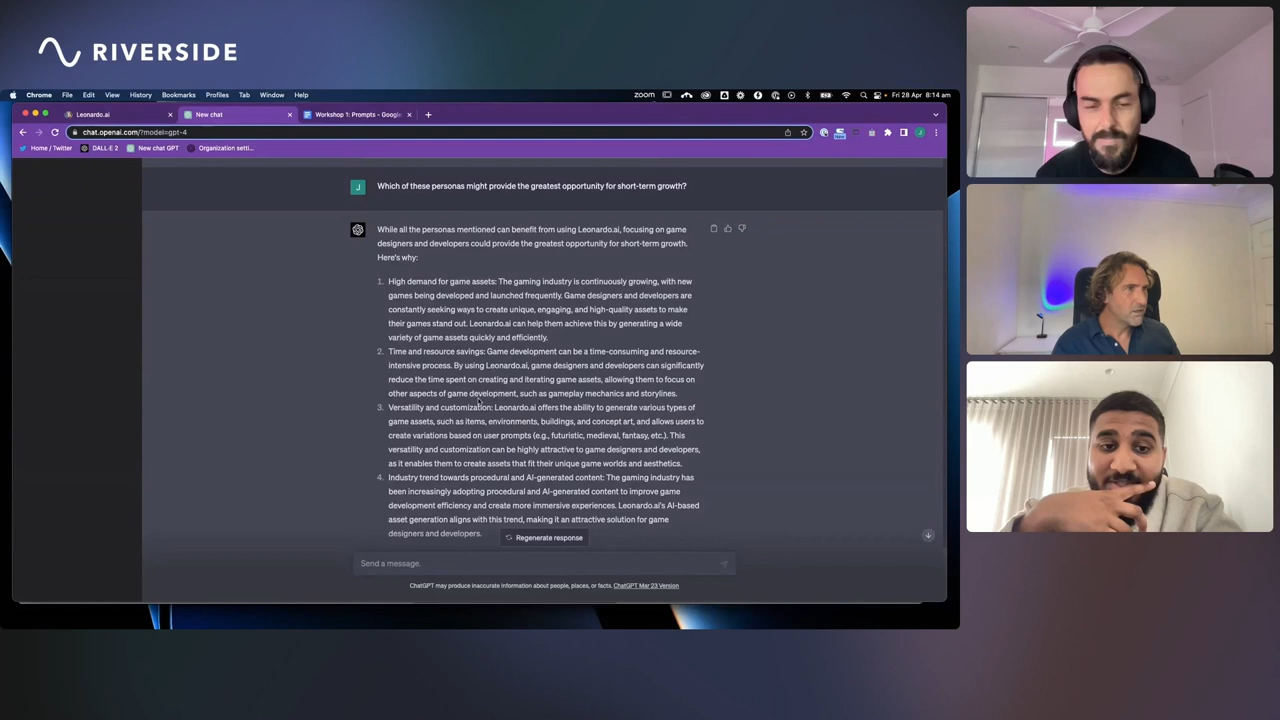 RIVERSIDE
Chrome File Edit View History Bookmarks Profiles Tab Window Help
zoom
Fri 28 Apr 8:14 am
Leonardo.ai
New chat
Workshop 1: Prompts - Google
chat.openai.com/?model=gpt-4
Home / Twitter
DALL·E 2
New chat GPT
Organization setti...
J
Which of these personas might provide the greatest opportunity for short-term growth?
While all the personas mentioned can benefit from using Leonardo.ai, focusing on game
designers and developers could provide the greatest opportunity for short-term growth.
Here's why:
1. High demand for game assets: The gaming industry is continuously growing, with new
games being developed and launched frequently. Game designers and developers are
constantly seeking ways to create unique, engaging, and high-quality assets to make
their games stand out. Leonardo.ai can help them achieve this by generating a wide
variety of game assets quickly and efficiently.
2. Time and resource savings: Game development can be a time-consuming and resource-
intensive process. By using Leonardo.ai, game designers and developers can significantly
reduce the time spent on creating and iterating game assets, allowing them to focus on
other aspects of game development, such as gameplay mechanics and storylines.
3. Versatility and customization: Leonardo.ai offers the ability to generate various types of
game assets, such as items, environments, buildings, and concept art, and allows users to
create variations based on user prompts (e.g., futuristic, medieval, fantasy, etc.). This
versatility and customization can be highly attractive to game designers and developers,
as it enables them to create assets that fit their unique game worlds and aesthetics.
4. Industry trend towards procedural and AI-generated content: The gaming industry has
been increasingly adopting procedural and AI-generated content to improve game
development efficiency and create more immersive experiences. Leonardo.ai's AI-based
asset generation aligns with this trend, making it an attractive solution for game
designers and developers.
Regenerate response
Send a message.
ChatGPT may produce inaccurate information about people, places, or facts. ChatGPT Mar 23 Version